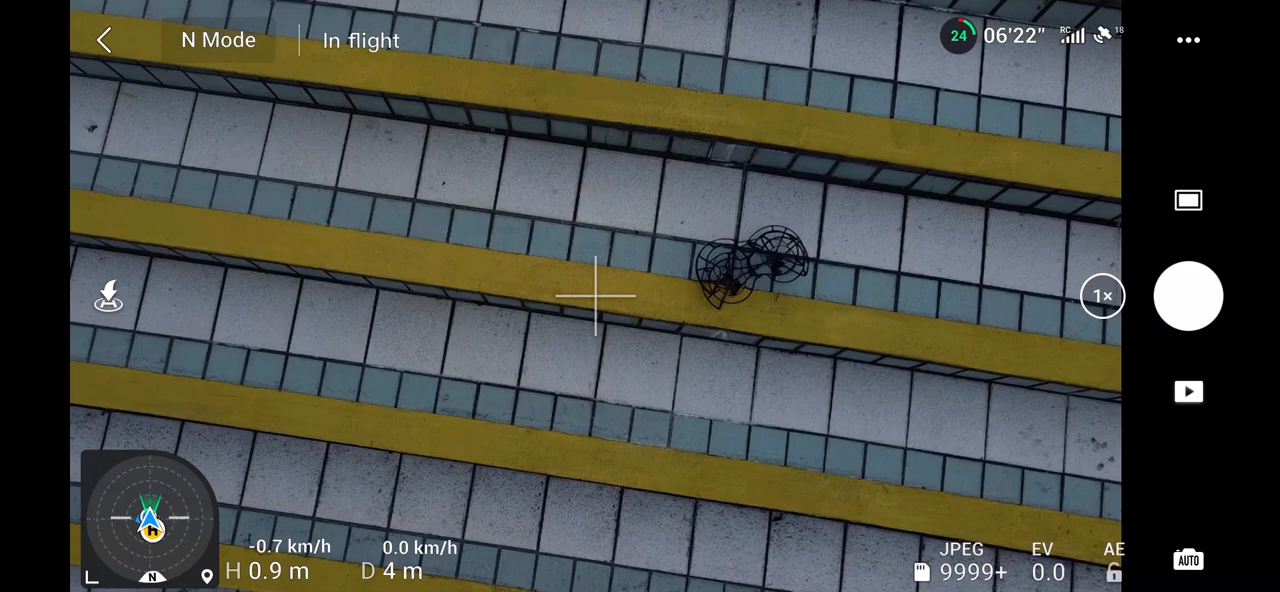 N Mode
In flight
24
06'22"
RC
18
1×
N
-0.7 km/h
0.0 km/h
H 0.9 m
D 4 m
JPEG
9999+
EV
0.0
AE
AUTO